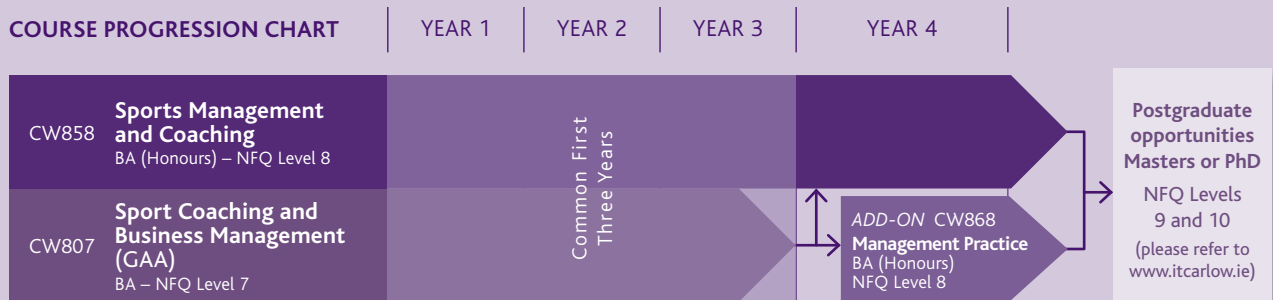 COURSE PROGRESSION CHART
YEAR 1
YEAR 2
YEAR 3
YEAR 4
CW858
Sports Management
and Coaching
BA (Honours) – NFQ Level 8
CW807
Sport Coaching and
Business Management
(GAA)
BA – NFQ Level 7
Common First
Three Years
ADD-ON CW868
Management Practice
BA (Honours)
NFQ Level 8
Postgraduate
opportunities
Masters or PhD
NFQ Levels
9 and 10
(please refer to
www.itcarlow.ie)